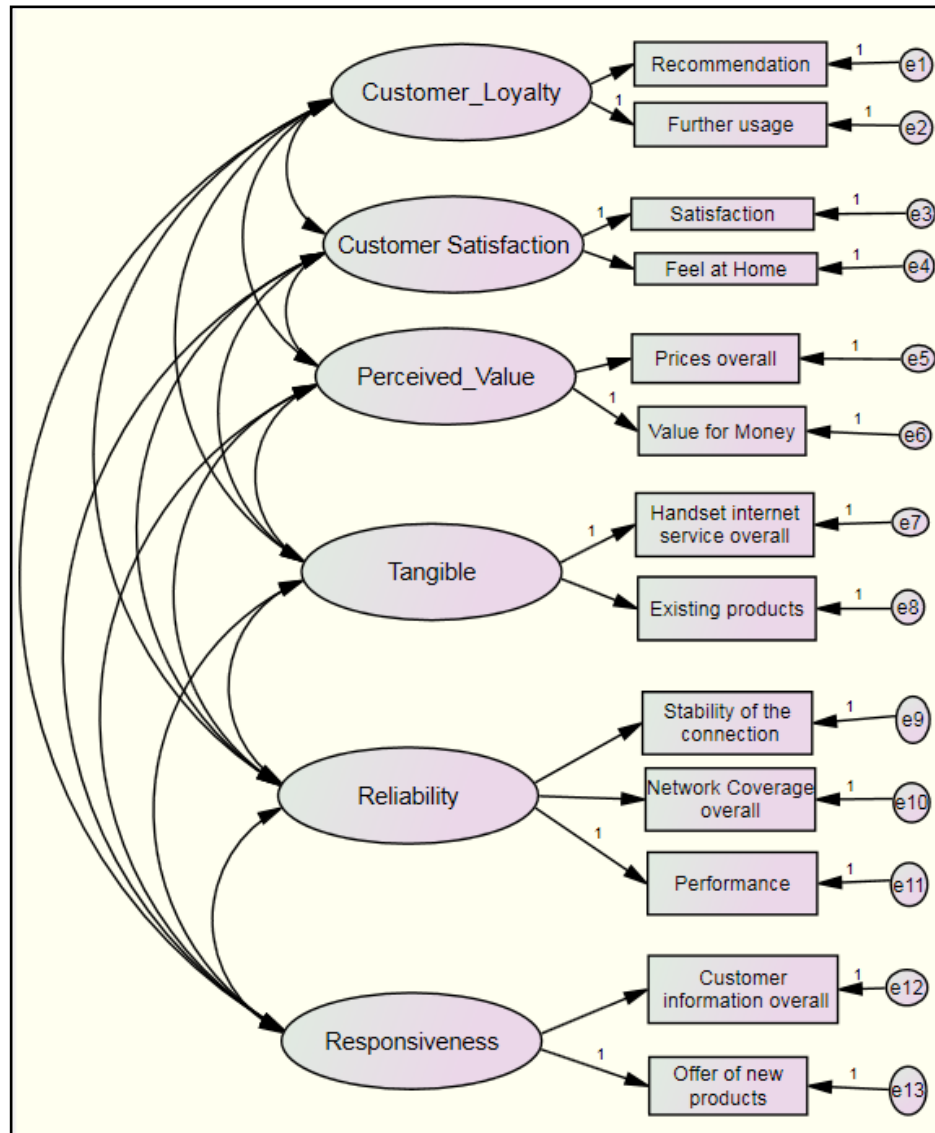 Customer_Loyalty
Recommendation
1
e1
1
Further usage
1
e2
Customer Satisfaction
1
Satisfaction
1
e3
Feel at Home
1
e4
Perceived_Value
Prices overall
1
e5
1
Value for Money
1
e6
Tangible
1
Handset internet
service overall
1
e7
Existing products
1
e8
Reliability
Stability of the
connection
1
e9
Network Coverage
overall
1
e10
1
Performance
1
e11
Responsiveness
Customer
information overall
1
e12
1
Offer of new
products
1
e13